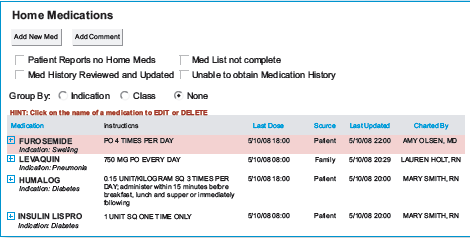 Home Medications
Add New Med Add Comment
Patient Reports no Home Meds Med List not complete
Med History Reviewed and Updated Unable to obtain Medication History
Group By: Indication Class None
HINT: Click on the name of a medication to EDIT or DELETE
Medication Instructions Last Dose Source Last Updated Charted By
FUROSEMIDE PO 4 TIMES PER DAY 5/10/08 18:00 Patient 5/10/08 22:00 AMY OLSEN, MD
Indication: Swelling
LEVAQUIN 750 MG PO EVERY DAY 5/10/08 08:00 Family 5/10/08 20:29 LAUREN HOLT, RN
Indication: Pneumonia
HUMALOG 0.15 UNIT/KILOGRAM SQ 3 TIMES PER 5/10/08 18:00 Patient 5/10/08 20:00 MARY SMITH, RN
Indication: Diabetes DAY; administer within 15 minutes before
breakfast, lunch and supper or immediately
following
INSULIN LISPRO 1 UNIT SQ ONE TIME ONLY 5/10/08 08:00 Patient 5/10/08 20:00 MARY SMITH, RN
Indication: Diabetes